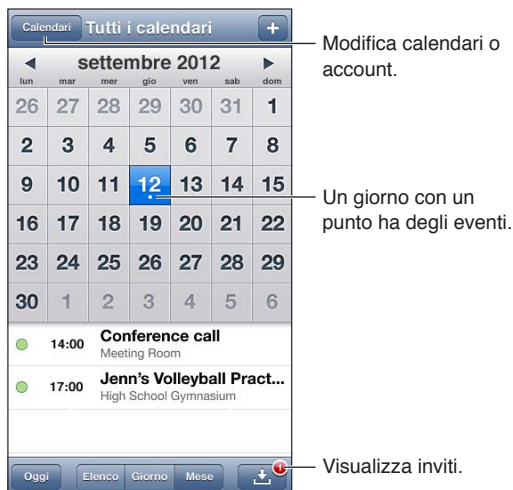 Calendari Tutti i calendari +
settembre 2012
lun mar mer gio ven sab dom
26 27 28 29 30 31 1
2 3 4 5 6 7 8
9 10 11 12 13 14 15
16 17 18 19 20 21 22
23 24 25 26 27 28 29
30 1 2 3 4 5 6
14:00 Conference call
Meeting Room
17:00 Jenn's Volleyball Pract...
High School Gymnasium
Oggi Elenco Giorno Mese 1
Modifica calendari o
account.
Un giorno con un
punto ha degli eventi.
Visualizza inviti.